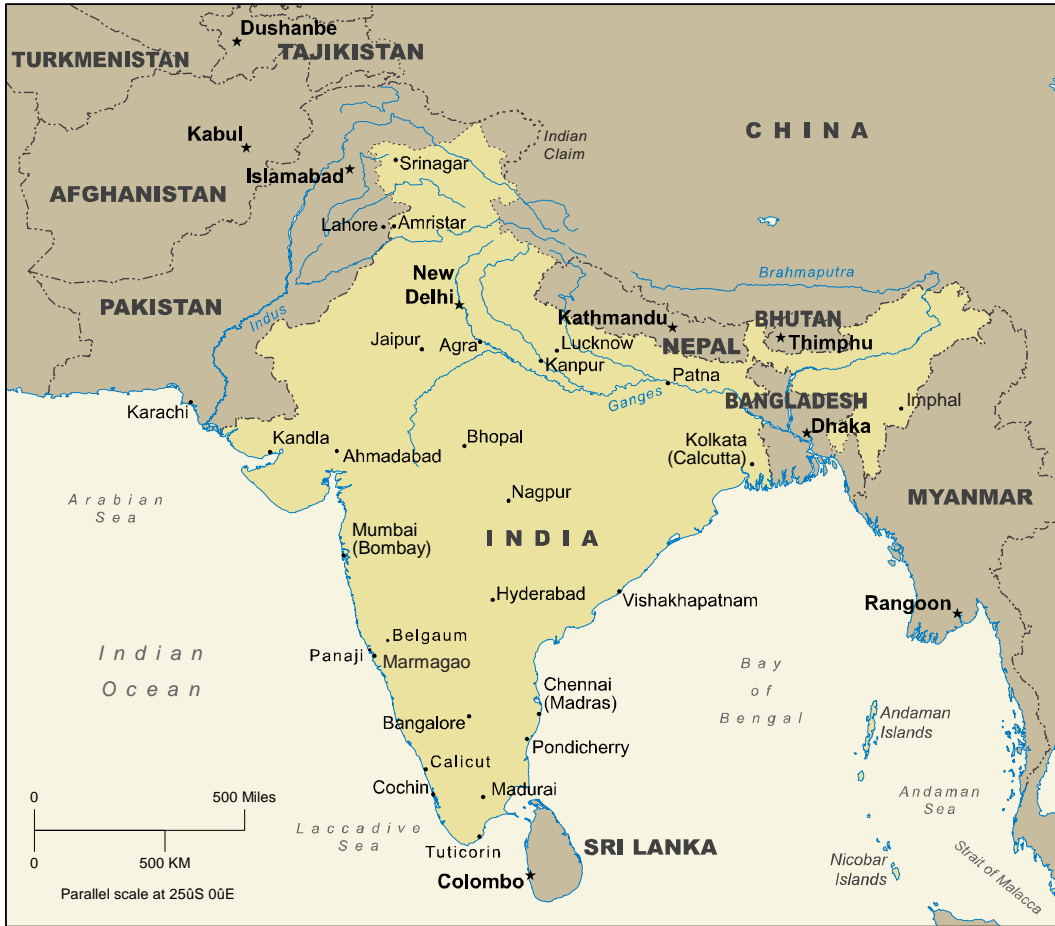 Dushanbe
TURKMENISTAN
TAJIKISTAN
CHINA
Kabul
Indian
Claim
Srinagar
Islamabad
AFGHANISTAN
Lahore
Amristar
New
Delhi
Brahmaputra
PAKISTAN
Indus
Kathmandu
BHUTAN
Thimphu
Jaipur
Agra
Lucknow
NEPAL
Kanpur
Patna
Ganges
BANGLADESH
Imphal
Karachi
Dhaka
Kandla
Ahmadabad
Bhopal
Kolkata
(Calcutta)
Arabian
Sea
Nagpur
MYANMAR
Mumbai
(Bombay)
INDIA
Hyderabad
Vishakhapatnam
Rangoon
Belgaum
Panaji
Marmagao
Indian
Ocean
Bay
of
Bengal
Chennai
(Madras)
Bangalore
Andaman
Islands
Pondicherry
Calicut
Cochin
Madurai
Andaman
Sea
0
500 Miles
0
500 KM
Parallel scale at 25ûS 0ûE
Laccadive
Sea
Tuticorin
SRI LANKA
Colombo
Nicobar
Islands
Strait of Malacca